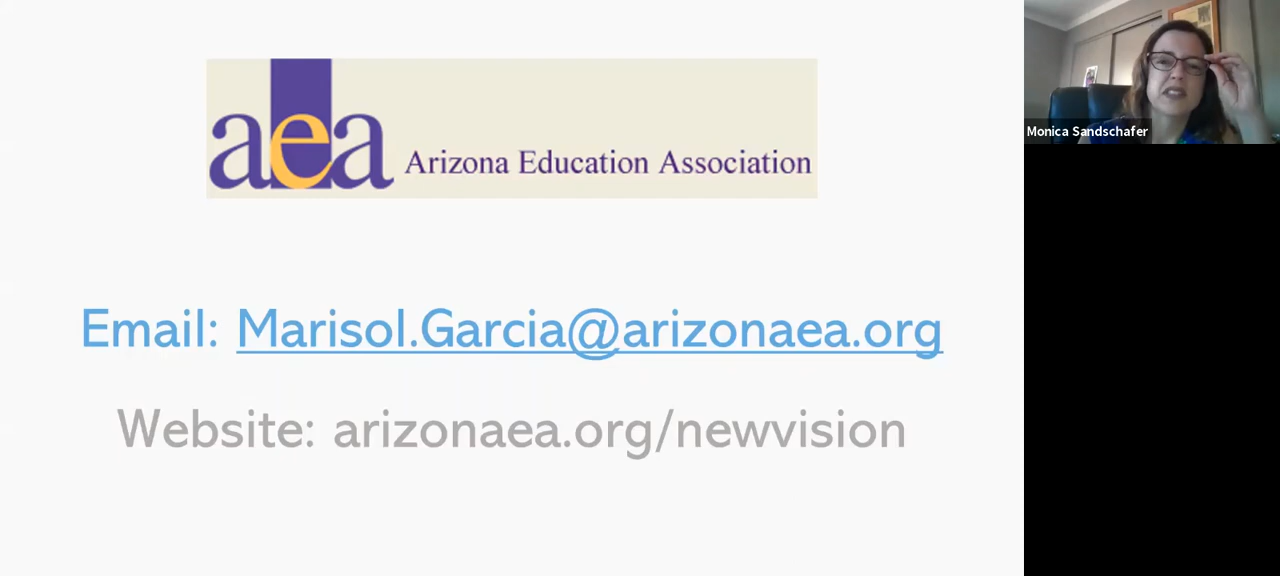 aea Arizona Education Association
Monica Sandschafer
Email: Marisol.Garcia@arizonaea.org
Website: arizonaea.org/newvision